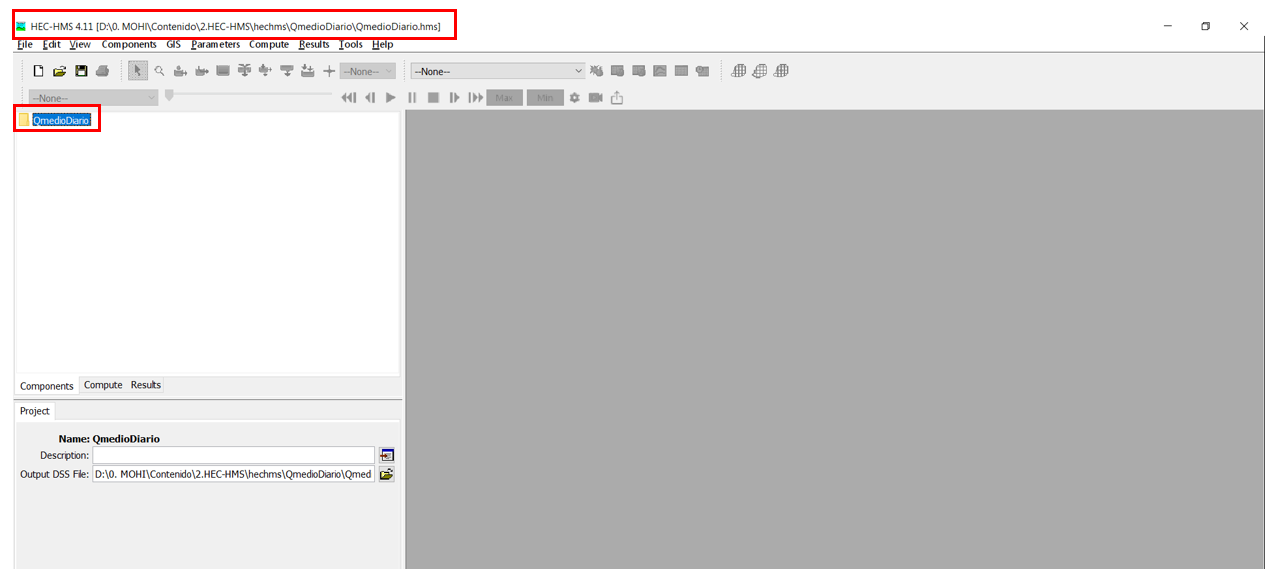 HEC-HMS 4.11 [D:\0. MOHI\Contenido\2.HEC-HMS\hechms\QmedioDiario\QmedioDiario.hms]
File Edit View Components GIS Parameters Compute Results Tools Help
--None-- --None--
--None-- Max Min
QmedioDiario
Components Compute Results
Project
Name: QmedioDiario
Description:
Output DSS File: D:\0. MOHI\Contenido\2.HEC-HMS\hechms\QmedioDiario\Qmed